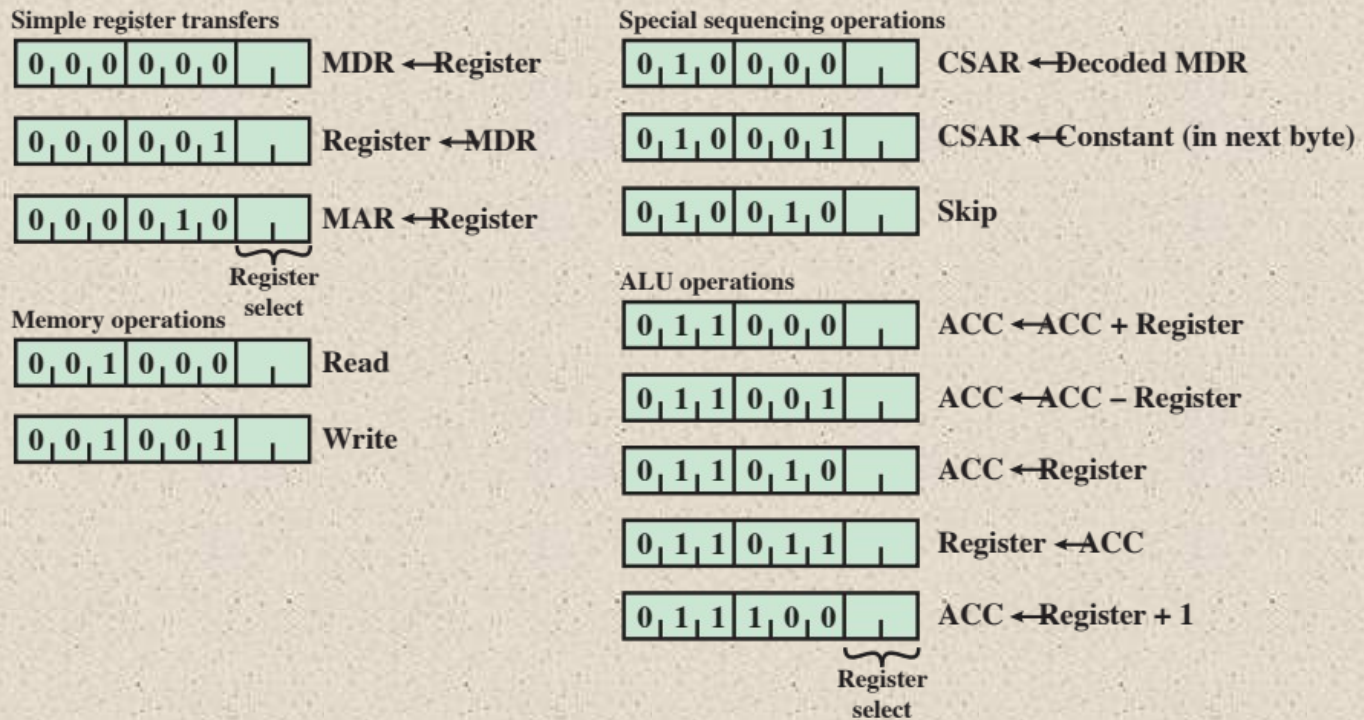 Simple register transfers
0 0 0 0 0 0 MDR ← Register
0 0 0 0 0 1 Register ← MDR
0 0 0 0 1 0 MAR ← Register
Register
select
Memory operations
0 0 1 0 0 0 Read
0 0 1 0 0 1 Write
Special sequencing operations
0 1 0 0 0 0 CSAR ← Decoded MDR
0 1 0 0 0 1 CSAR ← Constant (in next byte)
0 1 0 0 1 0 Skip
ALU operations
0 1 1 0 0 0 ACC ← ACC + Register
0 1 1 0 0 1 ACC ← ACC – Register
0 1 1 0 1 0 ACC ← Register
0 1 1 0 1 1 Register ← ACC
0 1 1 1 0 0 ACC ← Register + 1
Register
select